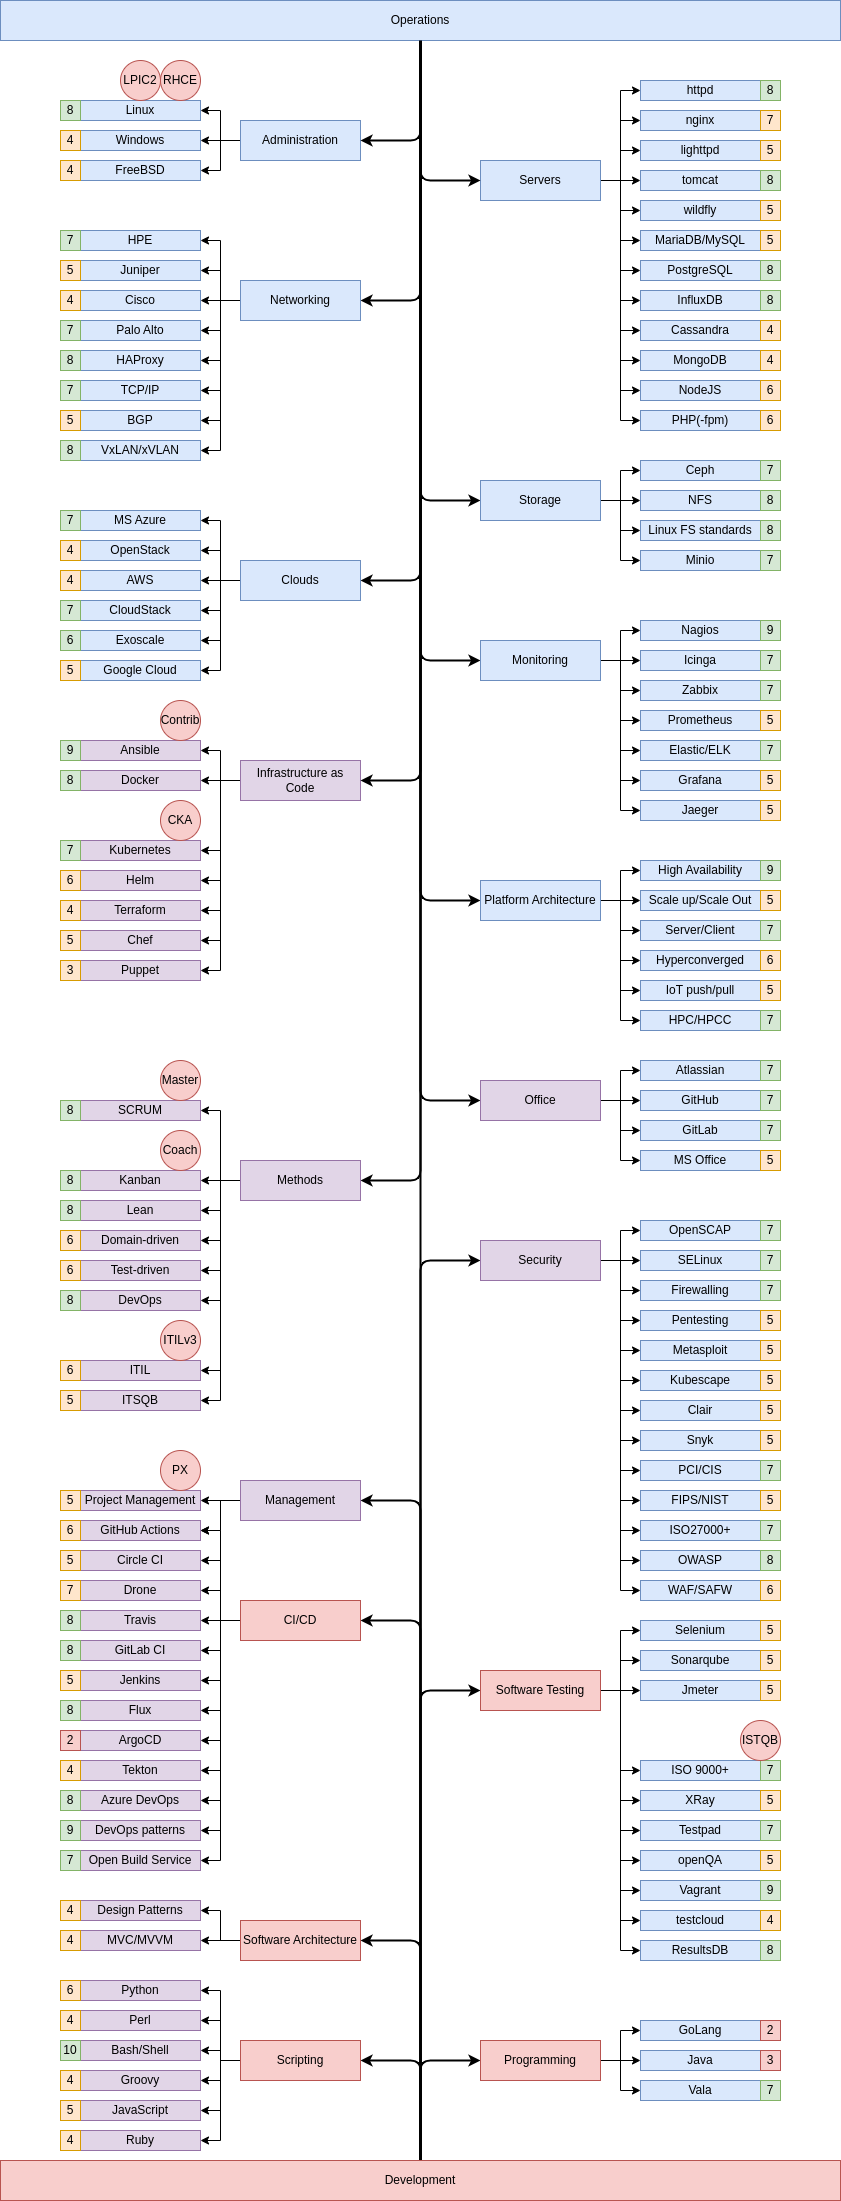 Operations
LPIC2
RHCE
8 Linux
4 Windows
4 FreeBSD
Administration
7 HPE
5 Juniper
4 Cisco
7 Palo Alto
8 HAProxy
7 TCP/IP
5 BGP
8 VxLAN/xVLAN
Networking
7 MS Azure
4 OpenStack
4 AWS
7 CloudStack
6 Exoscale
5 Google Cloud
Clouds
Contrib
9 Ansible
8 Docker
CKA
7 Kubernetes
6 Helm
4 Terraform
5 Chef
3 Puppet
Infrastructure as
Code
Master
8 SCRUM
Coach
8 Kanban
8 Lean
6 Domain-driven
6 Test-driven
8 DevOps
ITILv3
6 ITIL
5 ITSQB
Methods
PX
5 Project Management
Management
6 GitHub Actions
5 Circle CI
7 Drone
8 Travis
8 GitLab CI
5 Jenkins
8 Flux
2 ArgoCD
4 Tekton
8 Azure DevOps
9 DevOps patterns
7 Open Build Service
CI/CD
4 Design Patterns
4 MVC/MVVM
Software Architecture
6 Python
4 Perl
10 Bash/Shell
4 Groovy
5 JavaScript
4 Ruby
Scripting
Servers
httpd 8
nginx 7
lighttpd 5
tomcat 8
wildfly 5
MariaDB/MySQL 5
PostgreSQL 8
InfluxDB 8
Cassandra 4
MongoDB 4
NodeJS 6
PHP(-fpm) 6
Storage
Ceph 7
NFS 8
Linux FS standards 8
Minio 7
Monitoring
Nagios 9
Icinga 7
Zabbix 7
Prometheus 5
Elastic/ELK 7
Grafana 5
Jaeger 5
Platform Architecture
High Availability 9
Scale up/Scale Out 5
Server/Client 7
Hyperconverged 6
IoT push/pull 5
HPC/HPCC 7
Office
Atlassian 7
GitHub 7
GitLab 7
MS Office 5
Security
OpenSCAP 7
SELinux 7
Firewalling 7
Pentesting 5
Metasploit 5
Kubescape 5
Clair 5
Snyk 5
PCI/CIS 7
FIPS/NIST 5
ISO27000+ 7
OWASP 8
WAF/SAFW 6
Software Testing
Selenium 5
Sonarqube 5
Jmeter 5
ISTQB
ISO 9000+ 7
XRay 5
Testpad 7
openQA 5
Vagrant 9
testcloud 4
ResultsDB 8
Programming
GoLang 2
Java 3
Vala 7
Development